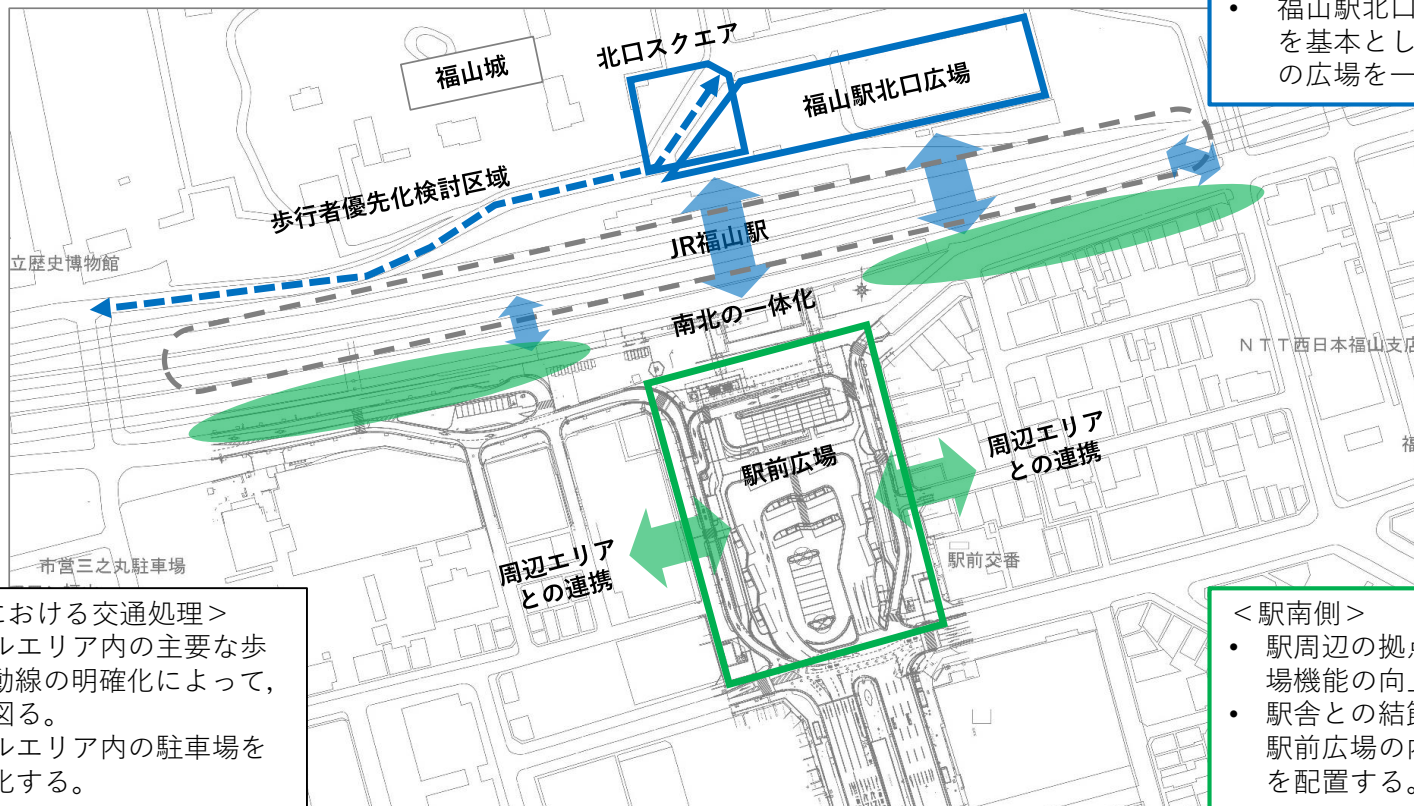 福山駅北口
を基本とし
の広場を一
北口スクエア
福山城
福山駅北口広場
歩行者優先化検討区域
JR福山駅
立歴史博物館
南北の一体化
NTT西日本福山支店
周辺エリア
との連携
駅前広場
福
周辺エリア
との連携
市営三之丸駐車場
駅前交番
における交通処理>
ルエリア内の主要な歩
動線の明確化によって,
図る。
ルエリア内の駐車場を
化する。
<駅南側>
• 駅周辺の拠点
場機能の向上
• 駅舎との結節
駅前広場の内
を配置する。